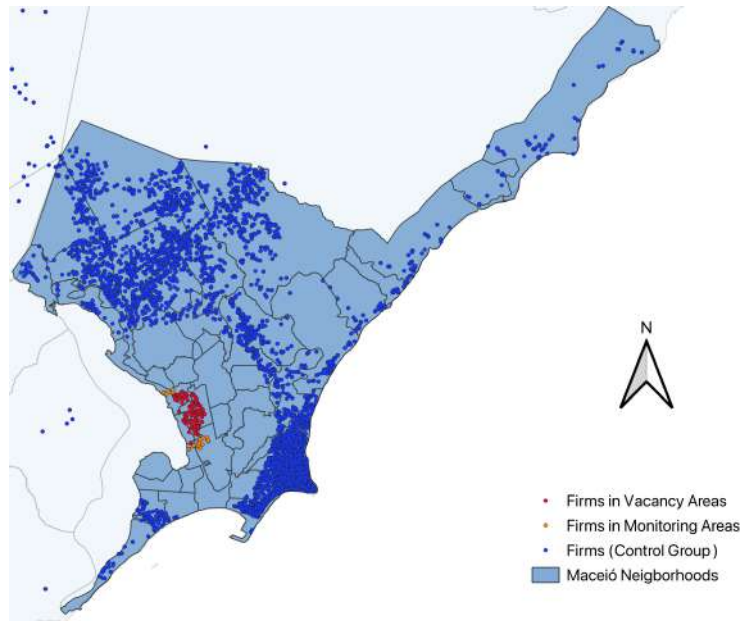 N
Firms in Vacancy Areas
Firms in Monitoring Areas
Firms (Control Group)
Maceió Neigborhoods